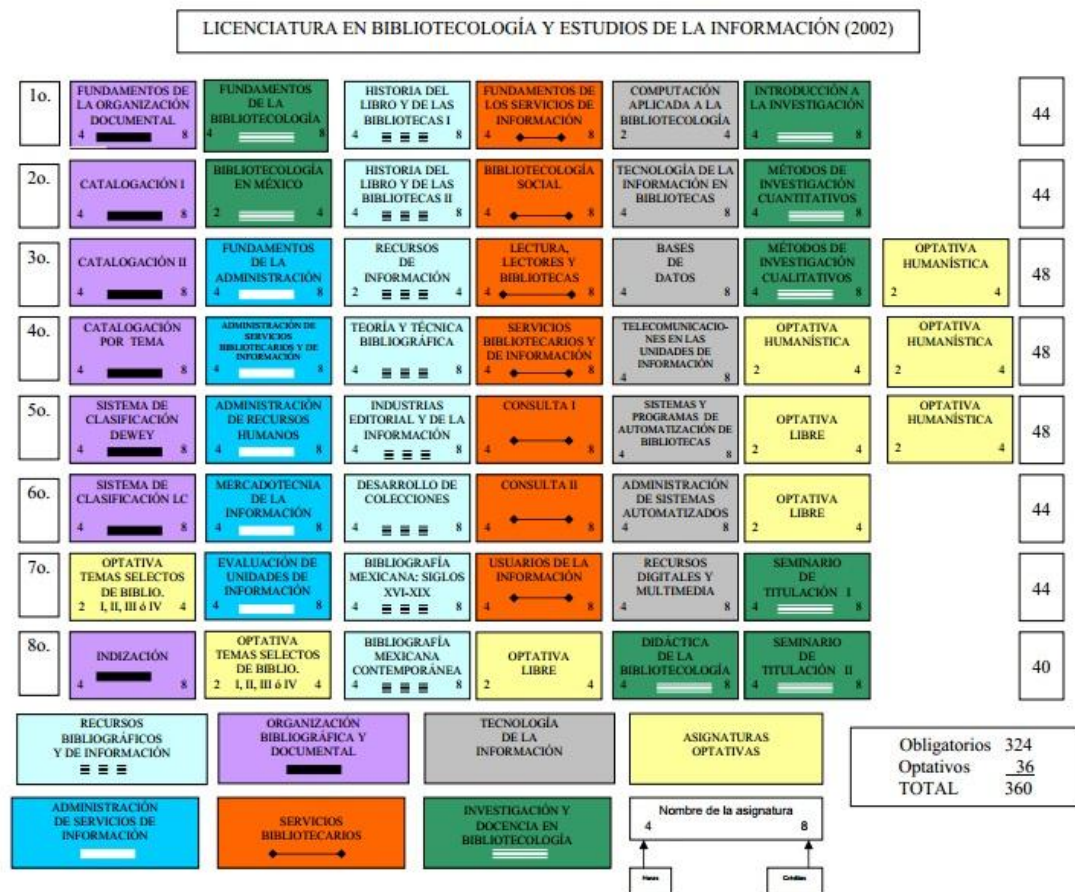 LICENCIATURA EN BIBLIOTECOLOGÍA Y ESTUDIOS DE LA INFORMACIÓN (2002)
1o.
FUNDAMENTOS DE
LA ORGANIZACIÓN
DOCUMENTAL
4 8
FUNDAMENTOS
DE LA
BIBLIOTECOLOGÍA
4 8
HISTORIA DEL
LIBRO Y DE LAS
BIBLIOTECAS I
4 8
FUNDAMENTOS DE
LOS SERVICIOS DE
INFORMACIÓN
4 8
COMPUTACIÓN
APLICADA A LA
BIBLIOTECOLOGÍA
2 4
INTRODUCCIÓN A
LA INVESTIGACIÓN
4 8
44
2o.
CATALOGACIÓN I
4 8
BIBLIOTECOLOGÍA
EN MÉXICO
2 4
HISTORIA DEL
LIBRO Y DE LAS
BIBLIOTECAS II
4 8
BIBLIOTECOLOGÍA
SOCIAL
4 8
TECNOLOGÍA DE LA
INFORMACIÓN EN
BIBLIOTECAS
4 8
MÉTODOS DE
INVESTIGACIÓN
CUANTITATIVOS
4 8
44
3o.
CATALOGACIÓN II
4 8
FUNDAMENTOS
DE LA
ADMINISTRACIÓN
4 8
RECURSOS
DE
INFORMACIÓN
2 4
LECTURA,
LECTORES Y
BIBLIOTECAS
4 8
BASES
DE
DATOS
4 8
MÉTODOS DE
INVESTIGACIÓN
CUALITATIVOS
4 8
OPTATIVA
HUMANÍSTICA
2 4
48
4o.
CATALOGACIÓN
POR TEMA
4 8
ADMINISTRACIÓN DE
SERVICIOS
BIBLIOTECARIOS Y DE
INFORMACIÓN
4 8
TEORÍA Y TÉCNICA
BIBLIOGRÁFICA
4 8
SERVICIOS
BIBLIOTECARIOS Y
DE INFORMACIÓN
4 8
TELECOMUNICACIO-
NES EN LAS
UNIDADES DE
INFORMACIÓN
4 8
OPTATIVA
HUMANÍSTICA
2 4
OPTATIVA
HUMANÍSTICA
2 4
48
5o.
SISTEMA DE
CLASIFICACIÓN
DEWEY
4 8
ADMINISTRACIÓN
DE RECURSOS
HUMANOS
4 8
INDUSTRIAS
EDITORIAL Y DE LA
INFORMACIÓN
4 8
CONSULTA I
4 8
SISTEMAS Y
PROGRAMAS DE
AUTOMATIZACIÓN DE
BIBLIOTECAS
4 8
OPTATIVA
LIBRE
2 4
OPTATIVA
HUMANÍSTICA
2 4
48
6o.
SISTEMA DE
CLASIFICACIÓN LC
4 8
MERCADOTECNIA
DE LA
INFORMACIÓN
4 8
DESARROLLO DE
COLECCIONES
4 8
CONSULTA II
4 8
ADMINISTRACIÓN
DE SISTEMAS
AUTOMATIZADOS
4 8
OPTATIVA
LIBRE
2 4
44
7o.
OPTATIVA
TEMAS SELECTOS
DE BIBLIO.
2 I, II, III ó IV 4
EVALUACIÓN DE
UNIDADES DE
INFORMACIÓN
4 8
BIBLIOGRAFÍA
MEXICANA: SIGLOS
XVI-XIX
4 8
USUARIOS DE LA
INFORMACIÓN
4 8
RECURSOS
DIGITALES Y
MULTIMEDIA
4 8
SEMINARIO
DE
TITULACIÓN I
4 8
44
8o.
INDIZACIÓN
4 8
OPTATIVA
TEMAS SELECTOS
DE BIBLIO.
2 I, II, III ó IV 4
BIBLIOGRAFÍA
MEXICANA
CONTEMPORÁNEA
4 8
OPTATIVA
LIBRE
2 4
DIDÁCTICA
DE LA
BIBLIOTECOLOGÍA
4 8
SEMINARIO
DE
TITULACIÓN II
4 8
40
RECURSOS
BIBLIOGRÁFICOS
Y DE INFORMACIÓN
ORGANIZACIÓN
BIBLIOGRÁFICA Y
DOCUMENTAL
TECNOLOGÍA
DE LA
INFORMACIÓN
ASIGNATURAS
OPTATIVAS
Obligatorios 324
Optativos 36
TOTAL 360
ADMINISTRACIÓN
DE SERVICIOS DE
INFORMACIÓN
SERVICIOS
BIBLIOTECARIOS
INVESTIGACIÓN Y
DOCENCIA EN
BIBLIOTECOLOGÍA
Nombre de la asignatura
4 8
Horas
Créditos